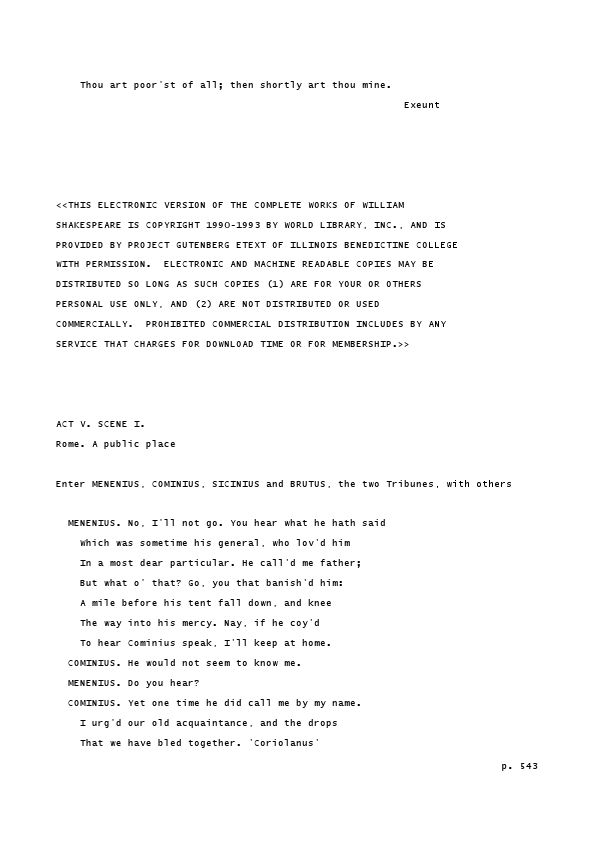 Thou art poor'st of all; then shortly art thou mine.
Exeunt
<<THIS ELECTRONIC VERSION OF THE COMPLETE WORKS OF WILLIAM
SHAKESPEARE IS COPYRIGHT 1990-1993 BY WORLD LIBRARY, INC., AND IS
PROVIDED BY PROJECT GUTENBERG ETEXT OF ILLINOIS BENEDICTINE COLLEGE
WITH PERMISSION.  ELECTRONIC AND MACHINE READABLE COPIES MAY BE
DISTRIBUTED SO LONG AS SUCH COPIES (1) ARE FOR YOUR OR OTHERS
PERSONAL USE ONLY, AND (2) ARE NOT DISTRIBUTED OR USED
COMMERCIALLY.  PROHIBITED COMMERCIAL DISTRIBUTION INCLUDES BY ANY
SERVICE THAT CHARGES FOR DOWNLOAD TIME OR FOR MEMBERSHIP.>>
ACT V. SCENE I.
Rome. A public place
Enter MENENIUS, COMINIUS, SICINIUS and BRUTUS, the two Tribunes, with others
MENENIUS. No, I'll not go. You hear what he hath said
Which was sometime his general, who lov'd him
In a most dear particular. He call'd me father;
But what o' that? Go, you that banish'd him:
A mile before his tent fall down, and knee
The way into his mercy. Nay, if he coy'd
To hear Cominius speak, I'll keep at home.
COMINIUS. He would not seem to know me.
MENENIUS. Do you hear?
COMINIUS. Yet one time he did call me by my name.
I urg'd our old acquaintance, and the drops
That we have bled together. 'Coriolanus'
p. 543